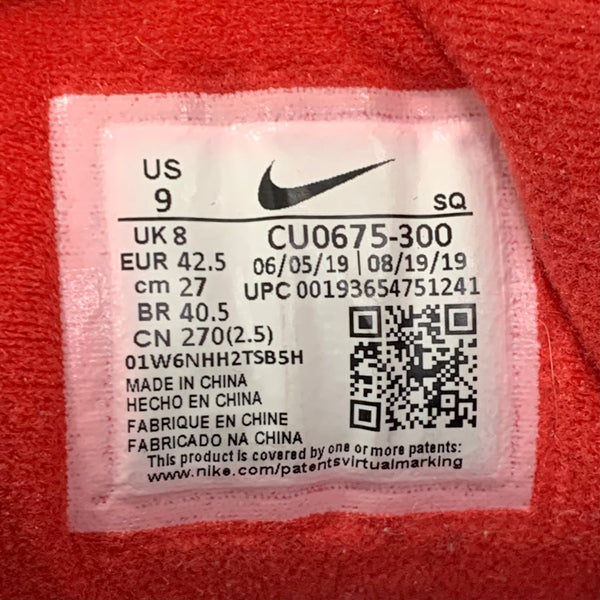 US
9
SQ
UK 8
CU0675-300
EUR 42.5
06/05/19 | 08/19/19
cm 27
UPC 00193654751241
BR 40.5
CN 270(2.5)
01W6NHH2TSB5H
MADE IN CHINA
HECHO EN CHINA
FABRIQUE EN CHINE
FABRICADO NA CHINA
This product is covered by one or more patents:
www.nike.com/patentsvirtualmarking